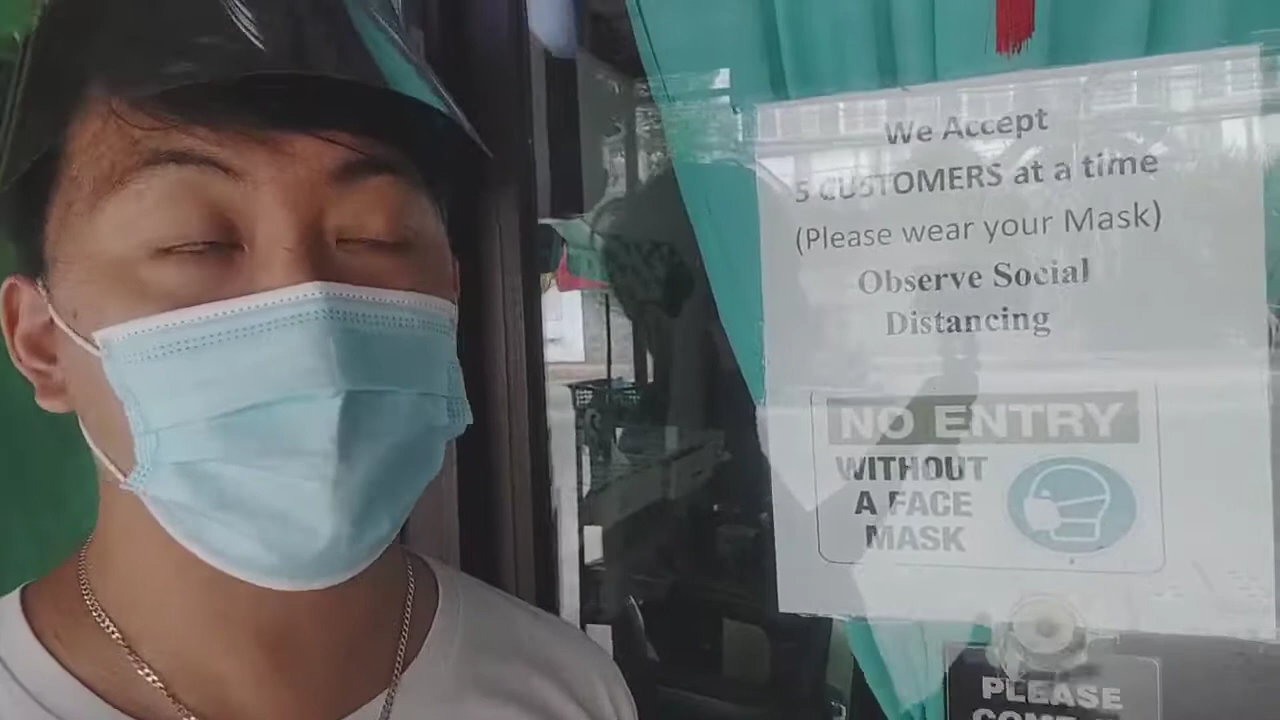 We Accept
5 CUSTOMERS at a time
(Please wear your Mask)
Observe Social
Distancing
NO ENTRY
WITHOUT
A FACE
MASK
PLEASE